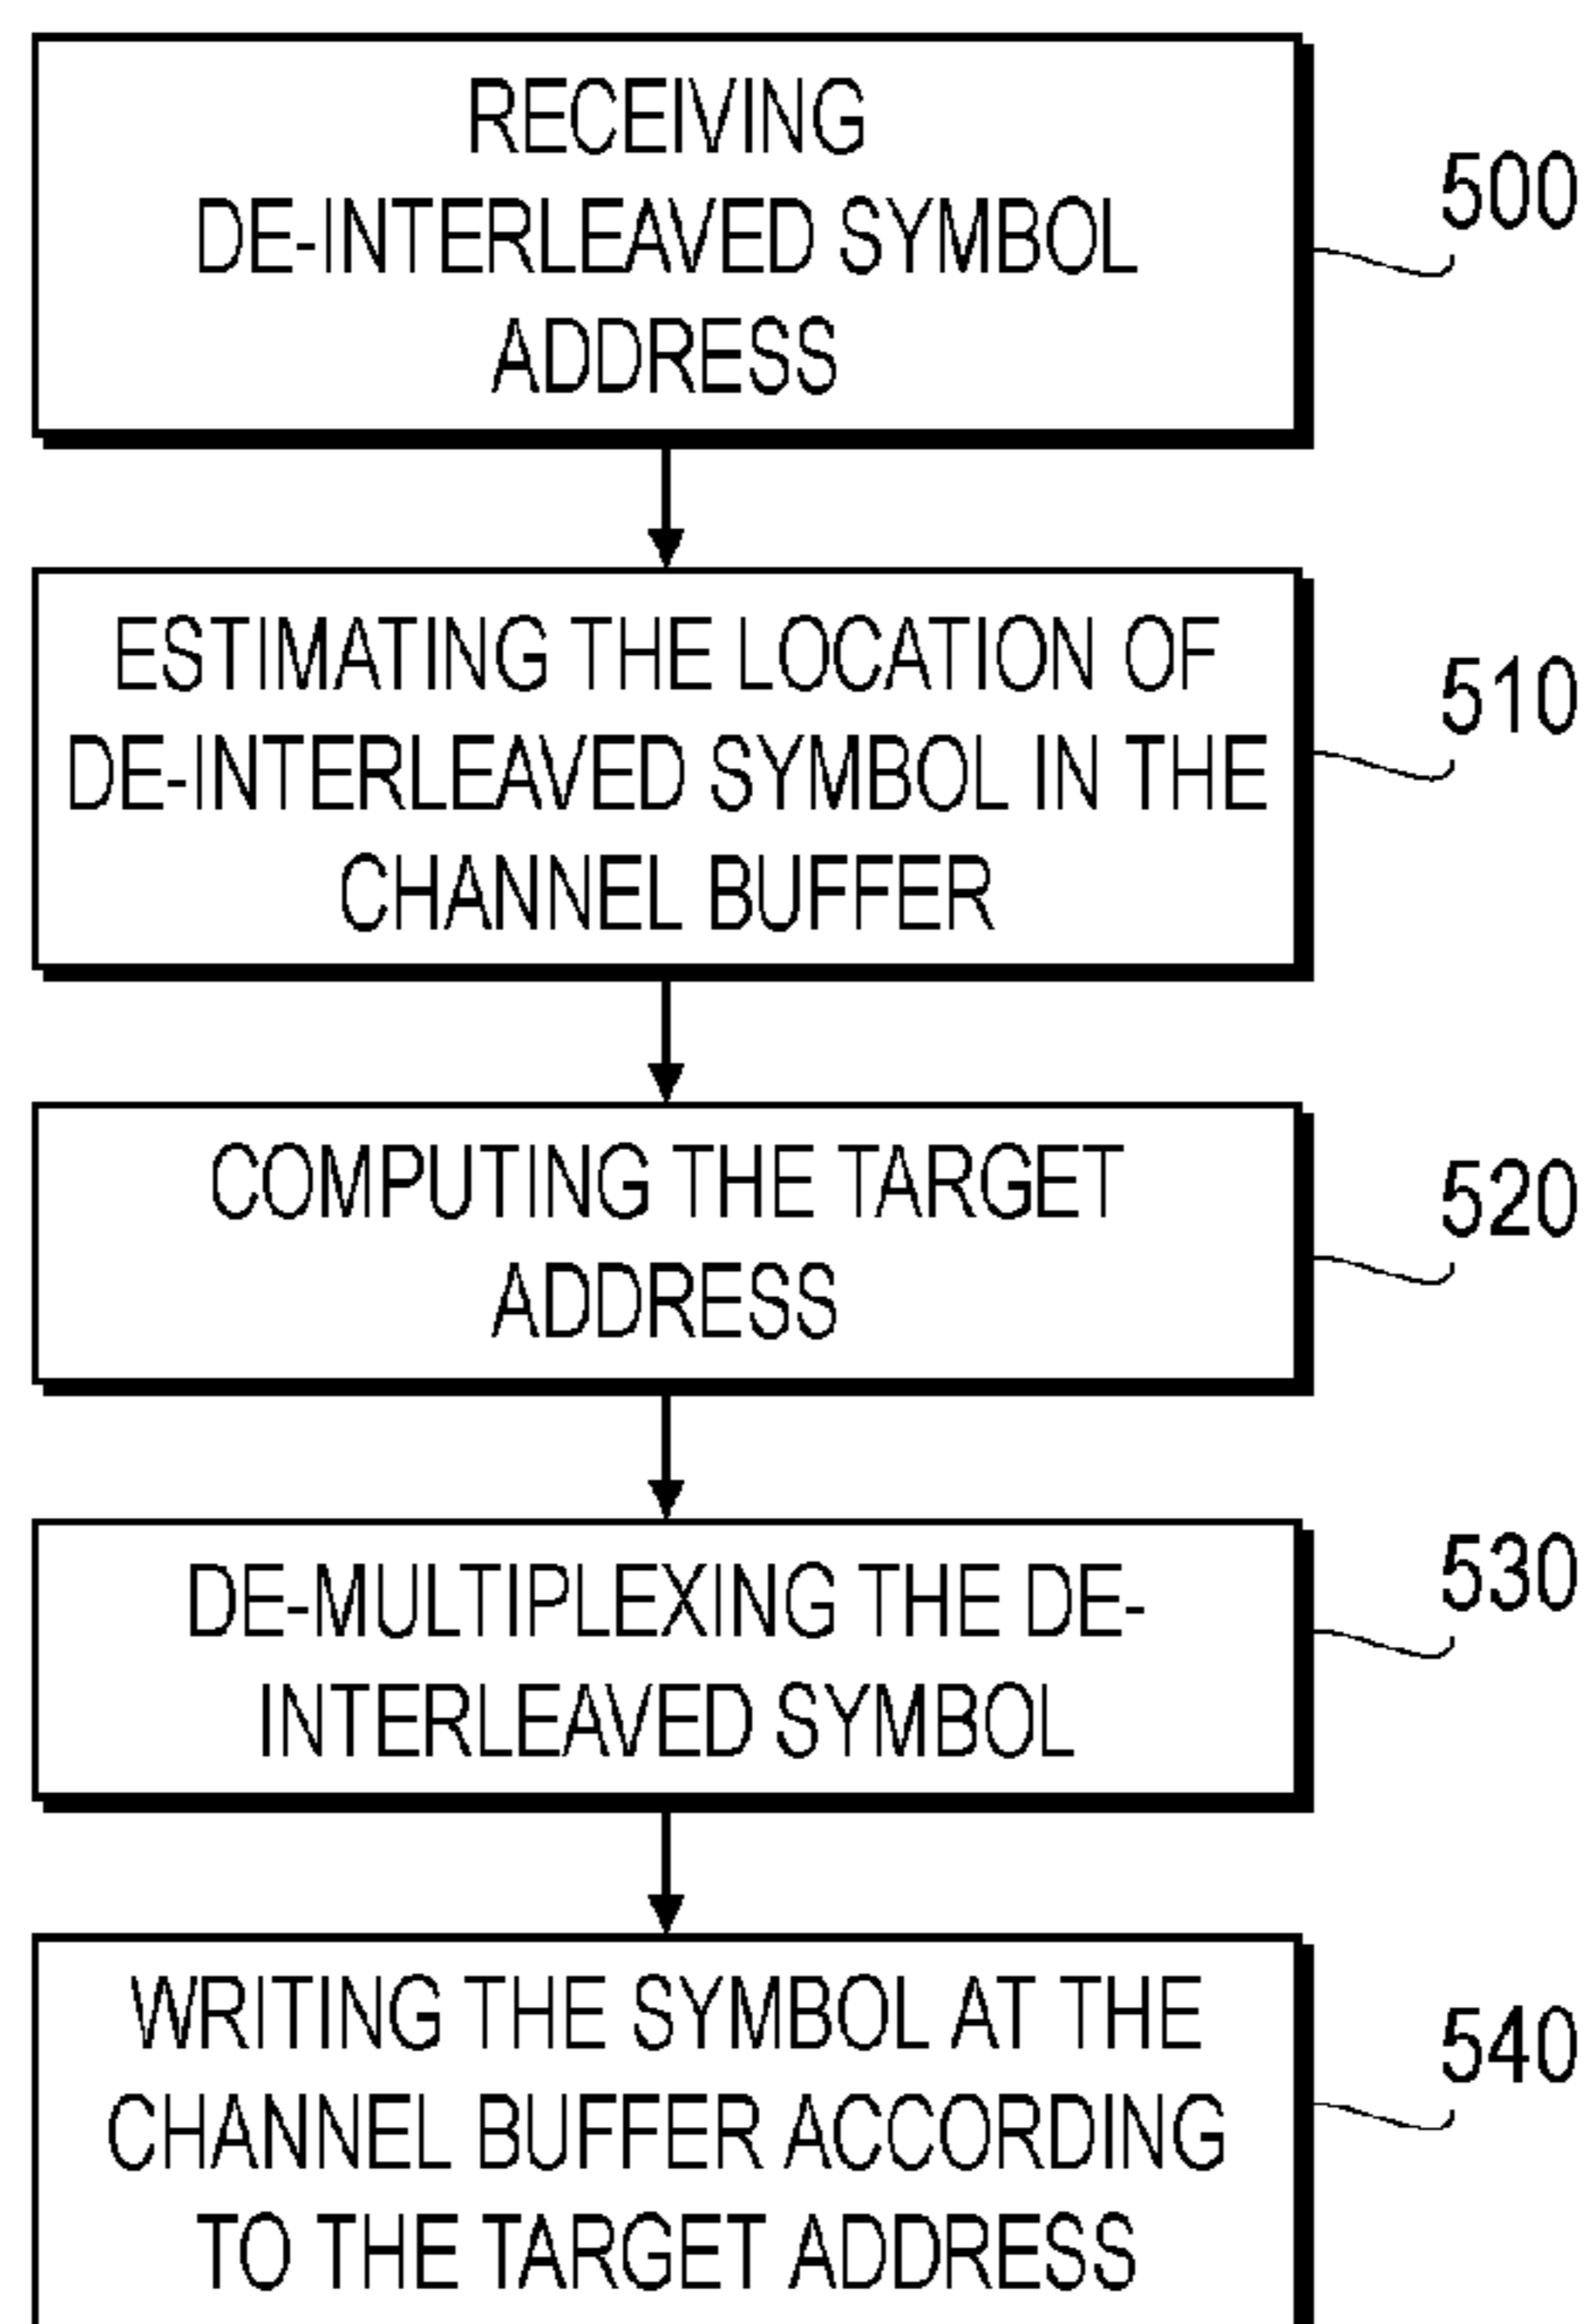 RECEIVING
DE-INTERLEAVED SYMBOL
ADDRESS
500
ESTIMATING THE LOCATION OF
DE-INTERLEAVED SYMBOL IN THE
CHANNEL BUFFER
510
COMPUTING THE TARGET
ADDRESS
520
DE-MULTIPLEXING THE DE-
INTERLEAVED SYMBOL
530
WRITING THE SYMBOL AT THE
CHANNEL BUFFER ACCORDING
TO THE TARGET ADDRESS
540